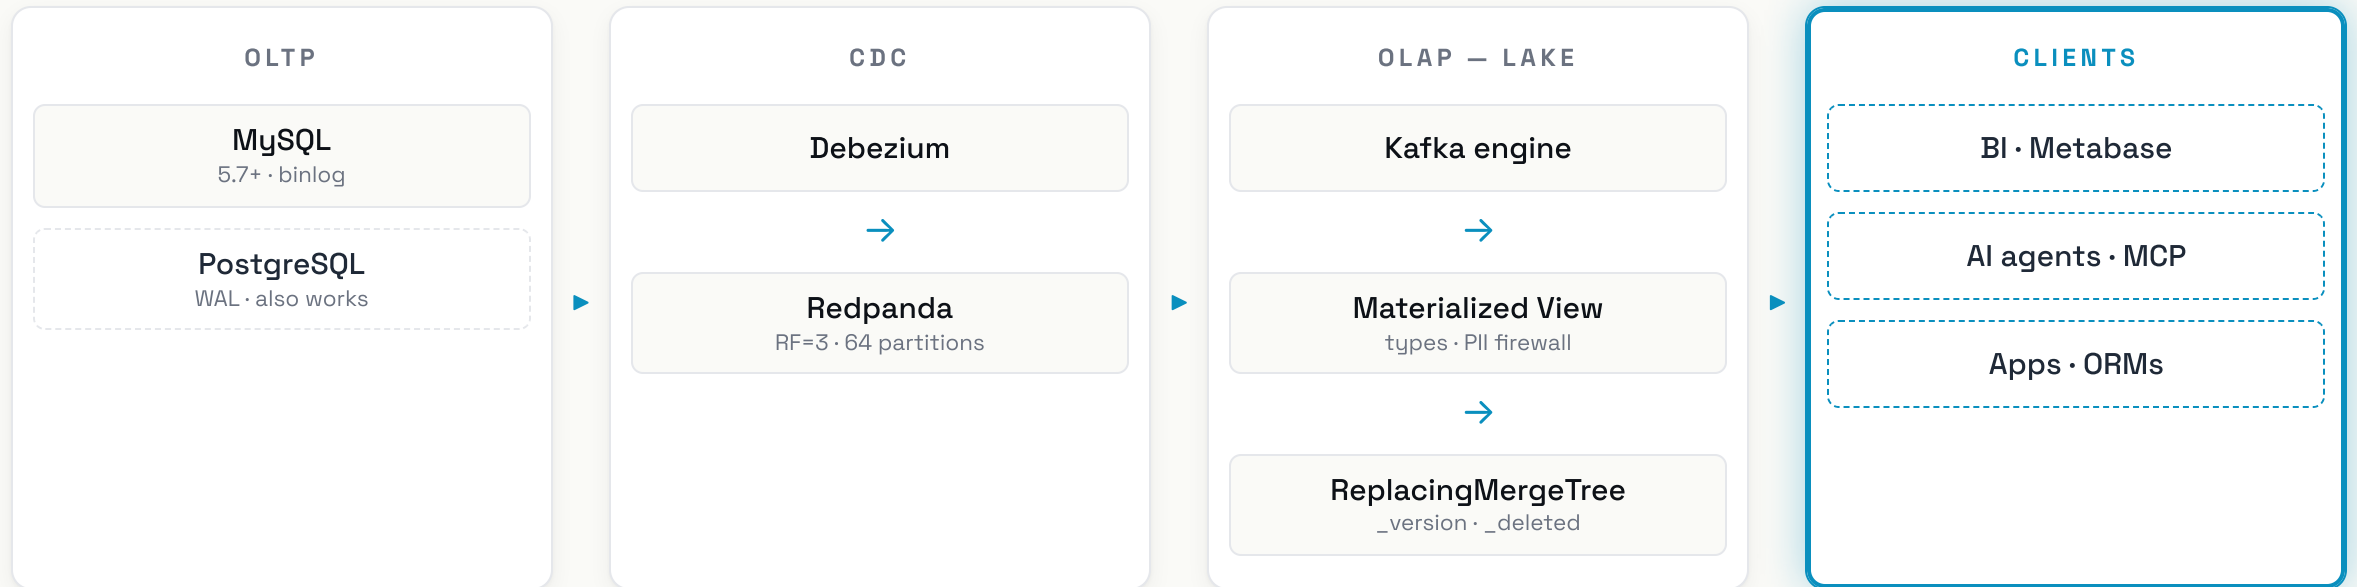 OLTP
MySQL
5.7+ · binlog
PostgreSQL
WAL · also works
▶
CDC
Debezium
→
Redpanda
RF=3 · 64 partitions
▶
OLAP — LAKE
Kafka engine
→
Materialized View
types · PII firewall
→
ReplacingMergeTree
_version · _deleted
▶
CLIENTS
BI · Metabase
AI agents · MCP
Apps · ORMs